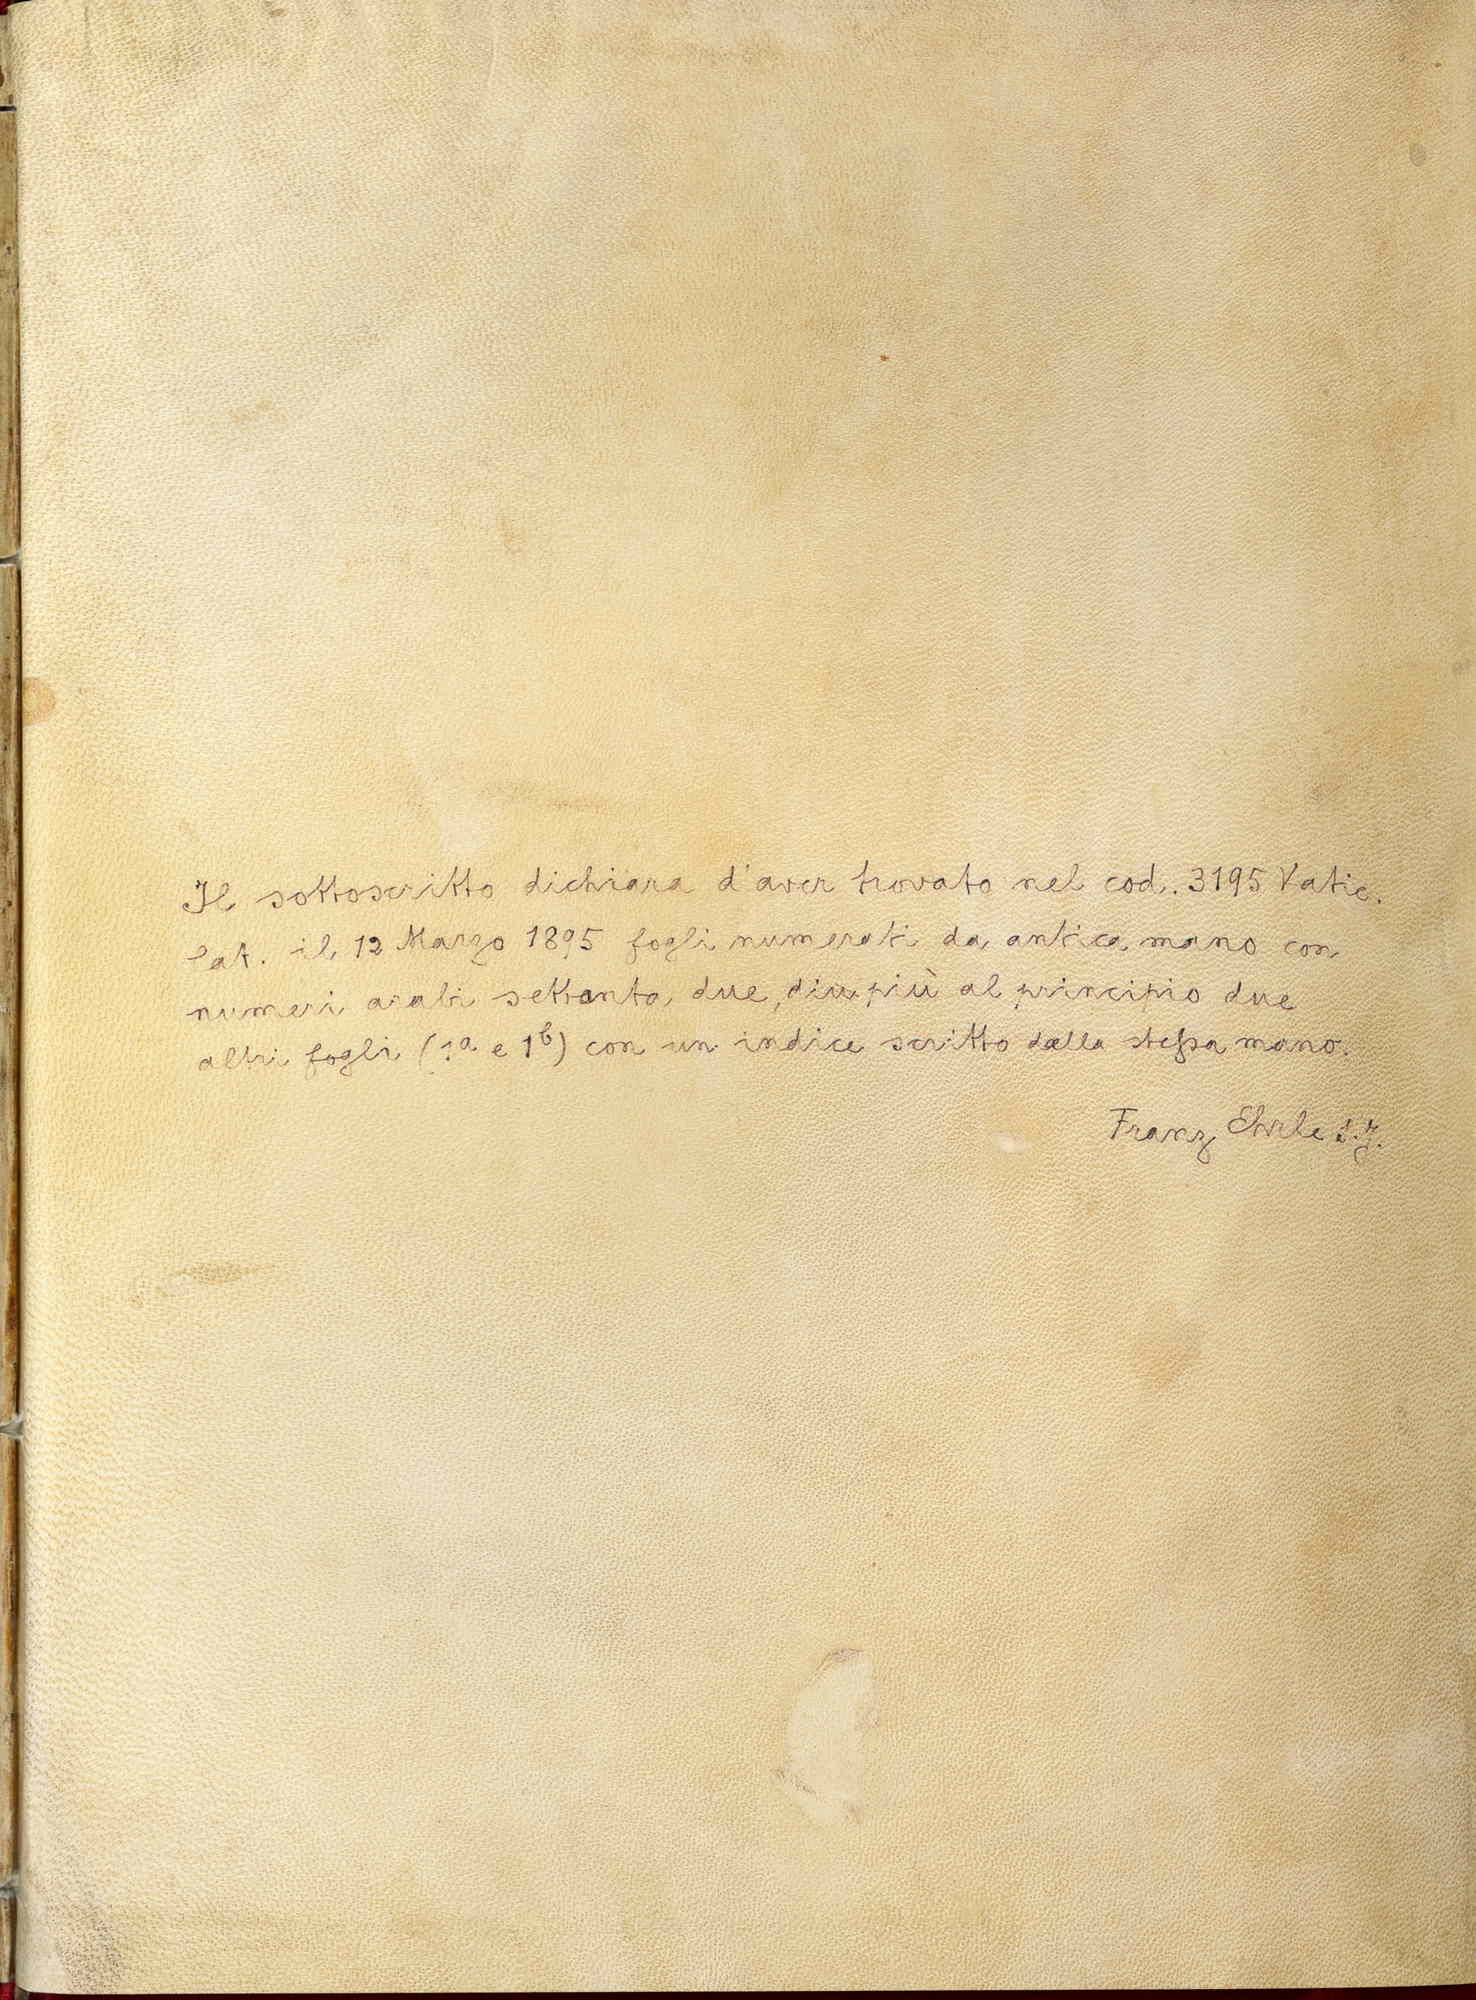 Il sottoscritto dichiara d'aver trovato nel cod. 3195 Vatic.
lat. il 12 Marzo 1895 fogli numerati da antica mano con
numeri arabi settanta due, di più al principio due
altri fogli (1a e 1b) con un indice scritto dalla stessa mano.
Franz Ehrle S.J.